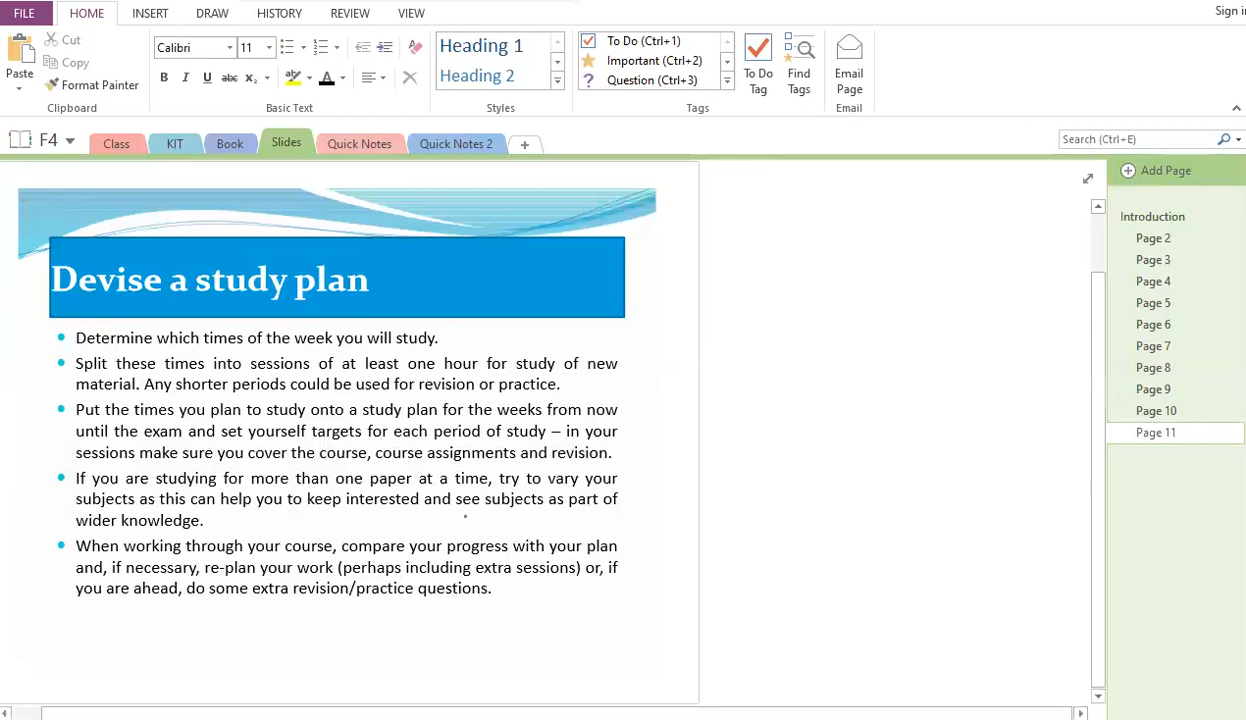 FILE HOME INSERT DRAW HISTORY REVIEW VIEW
Sign in
Cut
Copy
Paste
Format Painter
Clipboard
Calibri 11
B I U abc x₂ A
Basic Text
Heading 1
Heading 2
Styles
To Do (Ctrl+1)
Important (Ctrl+2)
? Question (Ctrl+3)
Tags
To Do
Tag
Find
Tags
Email
Page
Email
F4 Class KIT Book Slides Quick Notes Quick Notes 2 +
Search (Ctrl+E)
Add Page
Introduction
Page 2
Page 3
Page 4
Page 5
Page 6
Page 7
Page 8
Page 9
Page 10
Page 11
Devise a study plan
• Determine which times of the week you will study.
• Split these times into sessions of at least one hour for study of new
material. Any shorter periods could be used for revision or practice.
• Put the times you plan to study onto a study plan for the weeks from now
until the exam and set yourself targets for each period of study – in your
sessions make sure you cover the course, course assignments and revision.
• If you are studying for more than one paper at a time, try to vary your
subjects as this can help you to keep interested and see subjects as part of
wider knowledge.
• When working through your course, compare your progress with your plan
and, if necessary, re-plan your work (perhaps including extra sessions) or, if
you are ahead, do some extra revision/practice questions.